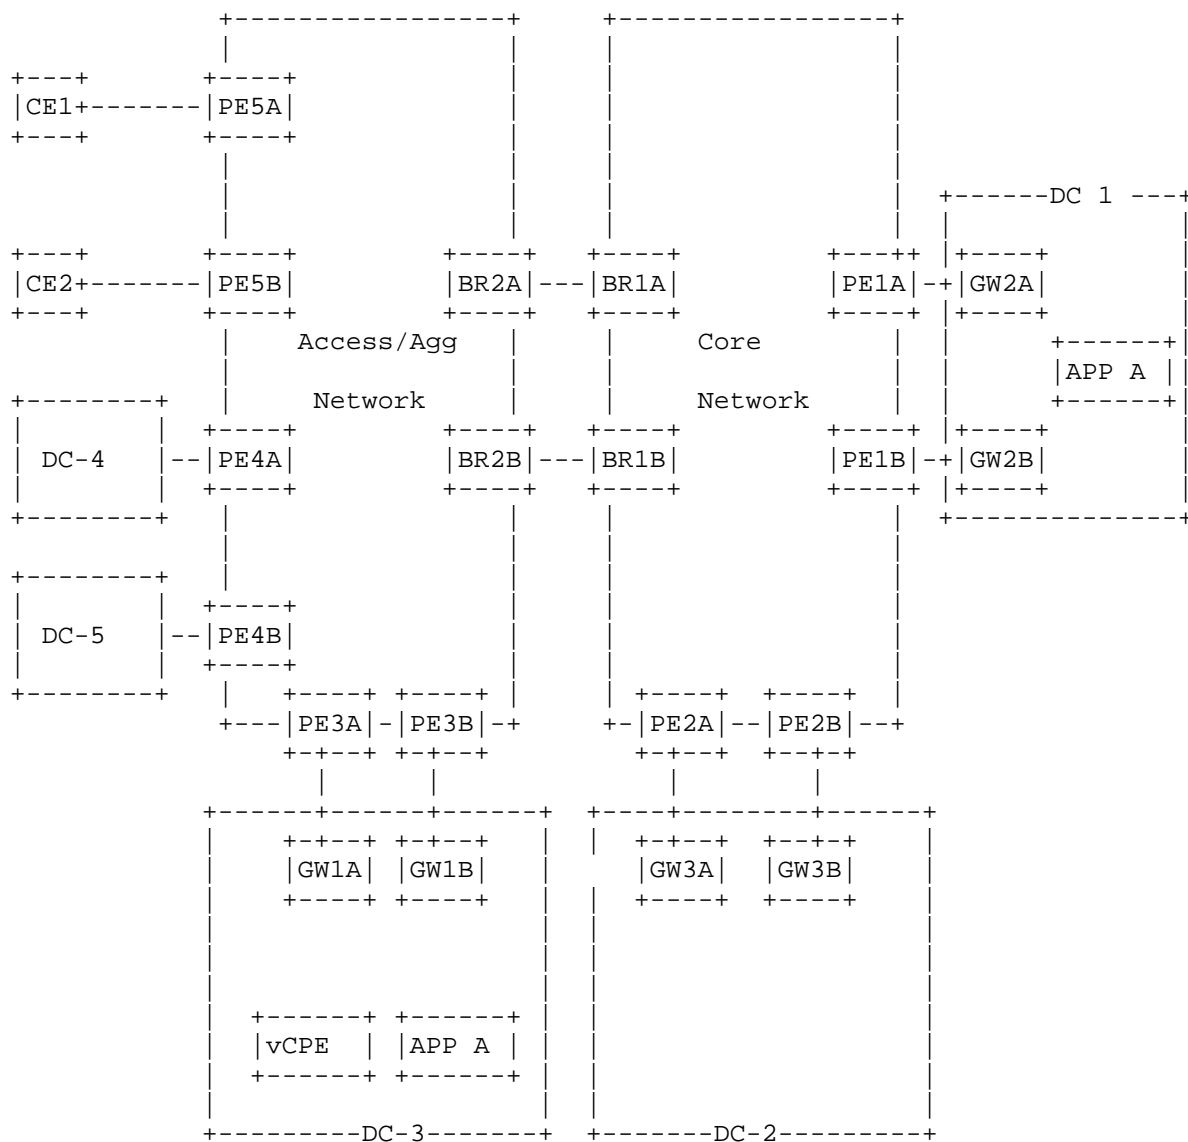 DC 1
CE1 PE5A
CE2 PE5B BR2A BR1A PE1A GW2A
Access/Agg Core
APP A
Network Network
DC-4 PE4A BR2B BR1B PE1B GW2B
DC-5 PE4B
PE3A PE3B PE2A PE2B
GW1A GW1B GW3A GW3B
vCPE APP A
DC-3 DC-2